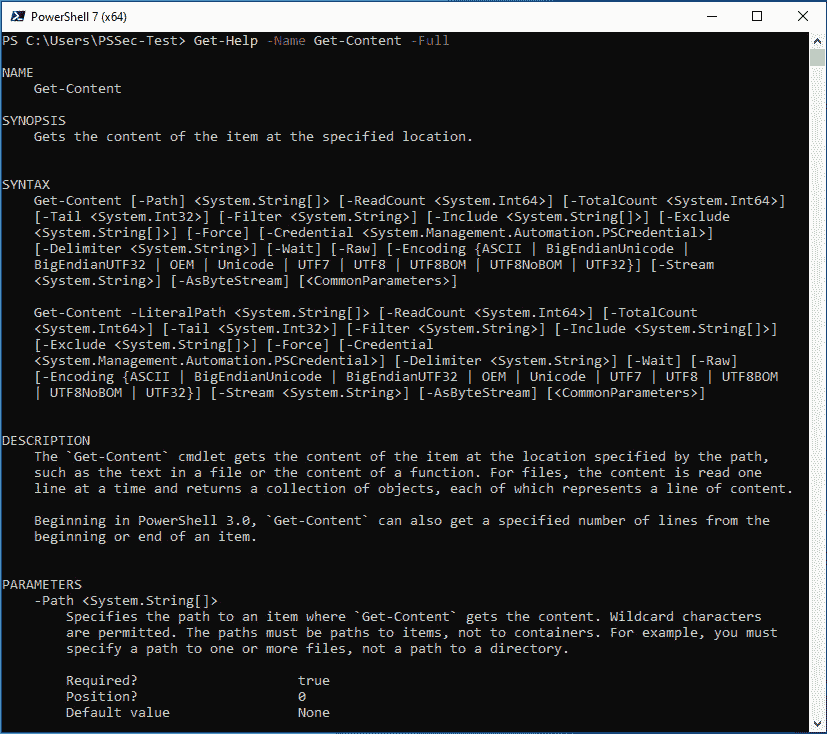 PowerShell 7 (x64)
PS C:\Users\PSSec-Test> Get-Help -Name Get-Content -Full
NAME
Get-Content
SYNOPSIS
Gets the content of the item at the specified location.
SYNTAX
Get-Content [-Path] <System.String[]> [-ReadCount <System.Int64>] [-TotalCount <System.Int64>]
[-Tail <System.Int32>] [-Filter <System.String>] [-Include <System.String[]>] [-Exclude
<System.String[]>] [-Force] [-Credential <System.Management.Automation.PSCredential>]
[-Delimiter <System.String>] [-Wait] [-Raw] [-Encoding {ASCII | BigEndianUnicode |
BigEndianUTF32 | OEM | Unicode | UTF7 | UTF8 | UTF8BOM | UTF8NoBOM | UTF32}] [-Stream
<System.String>] [-AsByteStream] [<CommonParameters>]
Get-Content -LiteralPath <System.String[]> [-ReadCount <System.Int64>] [-TotalCount
<System.Int64>] [-Tail <System.Int32>] [-Filter <System.String>] [-Include <System.String[]>]
[-Exclude <System.String[]>] [-Force] [-Credential
<System.Management.Automation.PSCredential>] [-Delimiter <System.String>] [-Wait] [-Raw]
[-Encoding {ASCII | BigEndianUnicode | BigEndianUTF32 | OEM | Unicode | UTF7 | UTF8 | UTF8BOM
| UTF8NoBOM | UTF32}] [-Stream <System.String>] [-AsByteStream] [<CommonParameters>]
DESCRIPTION
The `Get-Content` cmdlet gets the content of the item at the location specified by the path,
such as the text in a file or the content of a function. For files, the content is read one
line at a time and returns a collection of objects, each of which represents a line of content.
Beginning in PowerShell 3.0, `Get-Content` can also get a specified number of lines from the
beginning or end of an item.
PARAMETERS
-Path <System.String[]>
Specifies the path to an item where `Get-Content` gets the content. Wildcard characters
are permitted. The paths must be paths to items, not to containers. For example, you must
specify a path to one or more files, not a path to a directory.
Required? true
Position? 0
Default value None